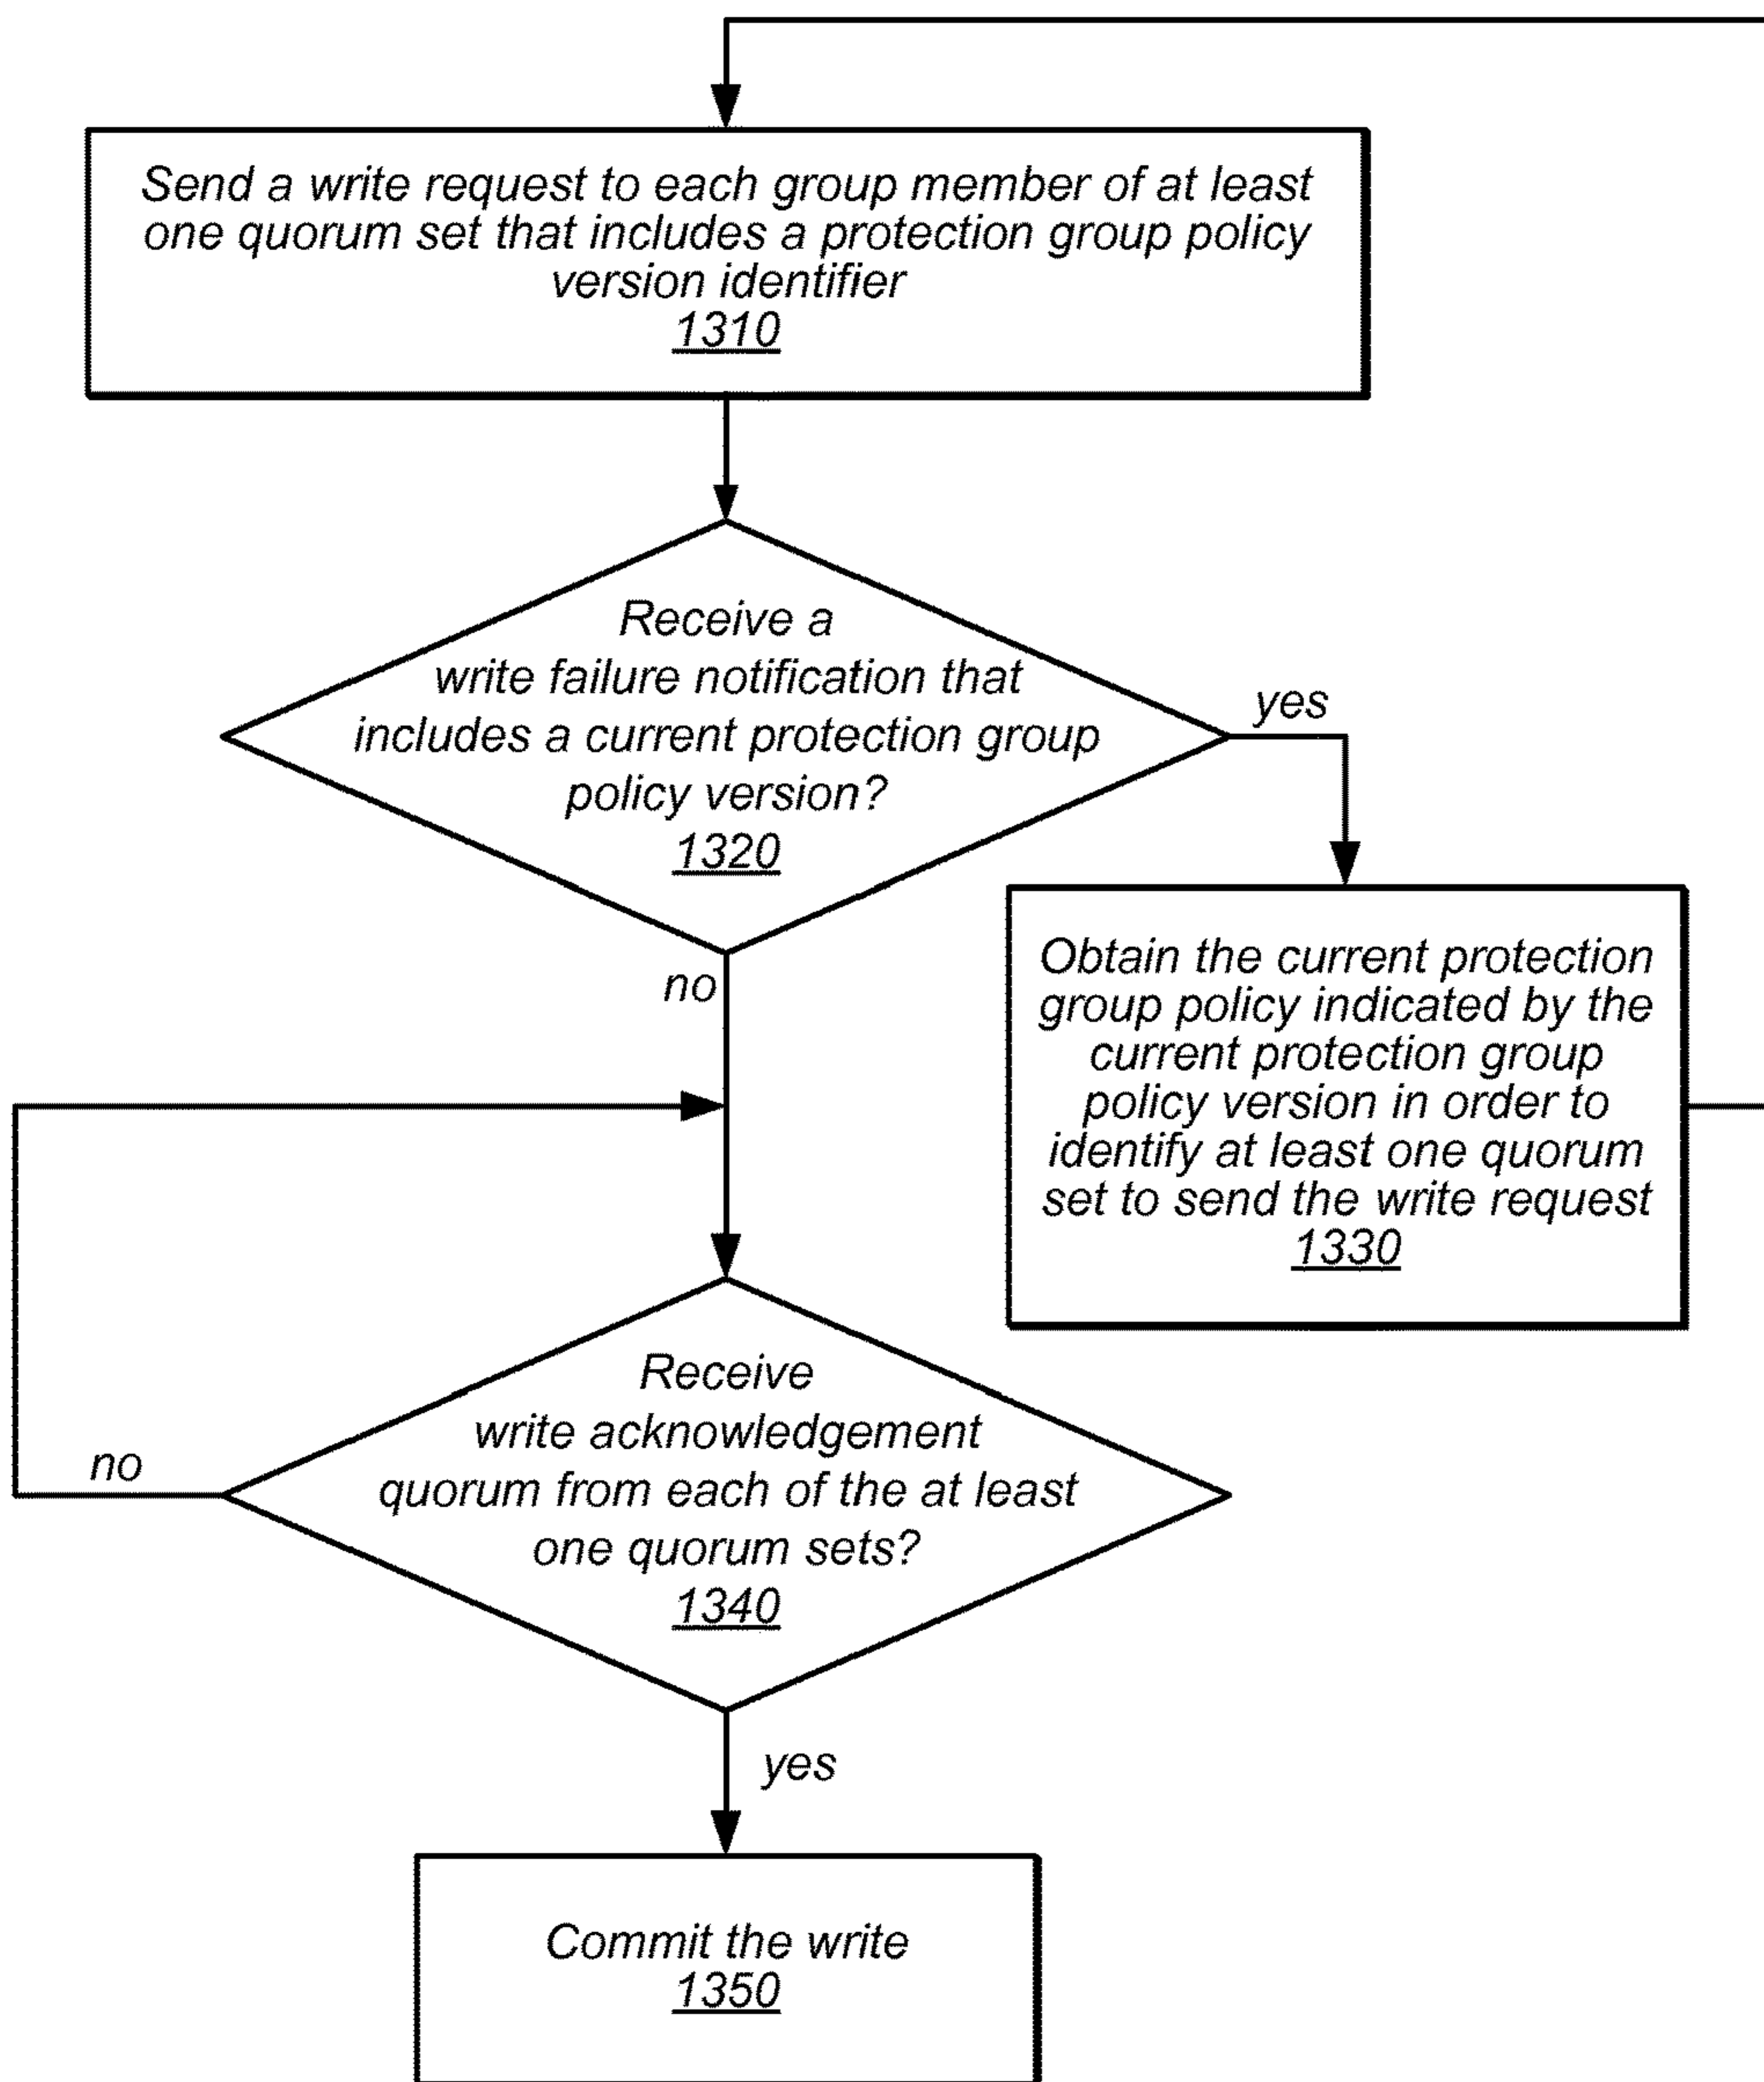 Send a write request to each group member of at least
one quorum set that includes a protection group policy
version identifier
1310
Receive a
write failure notification that
includes a current protection group
policy version?
1320
yes
no
Obtain the current protection
group policy indicated by the
current protection group
policy version in order to
identify at least one quorum
set to send the write request
1330
Receive
write acknowledgement
quorum from each of the at least
one quorum sets?
1340
no
yes
Commit the write
1350